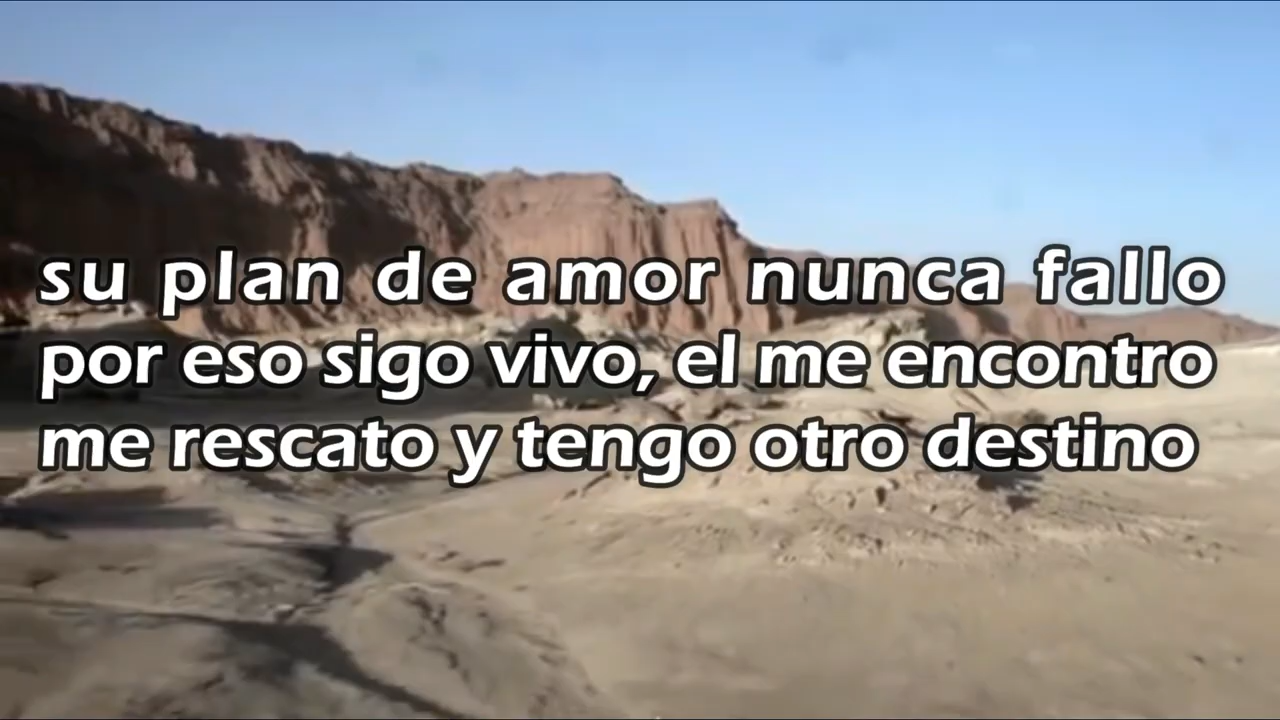 su plan de amor nunca fallo
por eso sigo vivo, el me encontro
me rescato y tengo otro destino